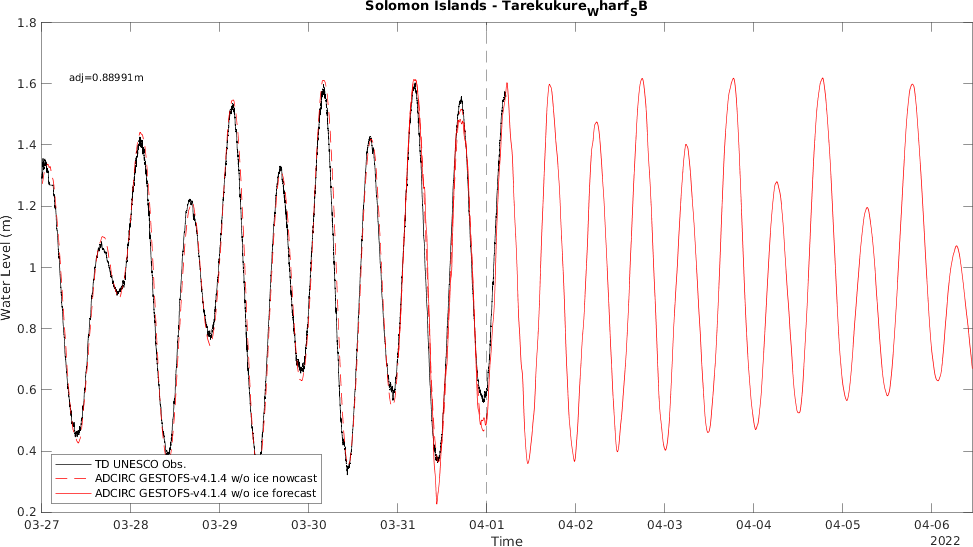 Solomon Islands - Tarekukure_Wharf_SB
1.8
1.6
1.4
1.2
1
0.8
0.6
0.4
0.2
Water Level (m)
adj=0.88991m
TD UNESCO Obs.
ADCIRC GESTOFS-v4.1.4 w/o ice nowcast
ADCIRC GESTOFS-v4.1.4 w/o ice forecast
03-27 03-28 03-29 03-30 03-31 04-01 04-02 04-03 04-04 04-05 04-06
Time
2022